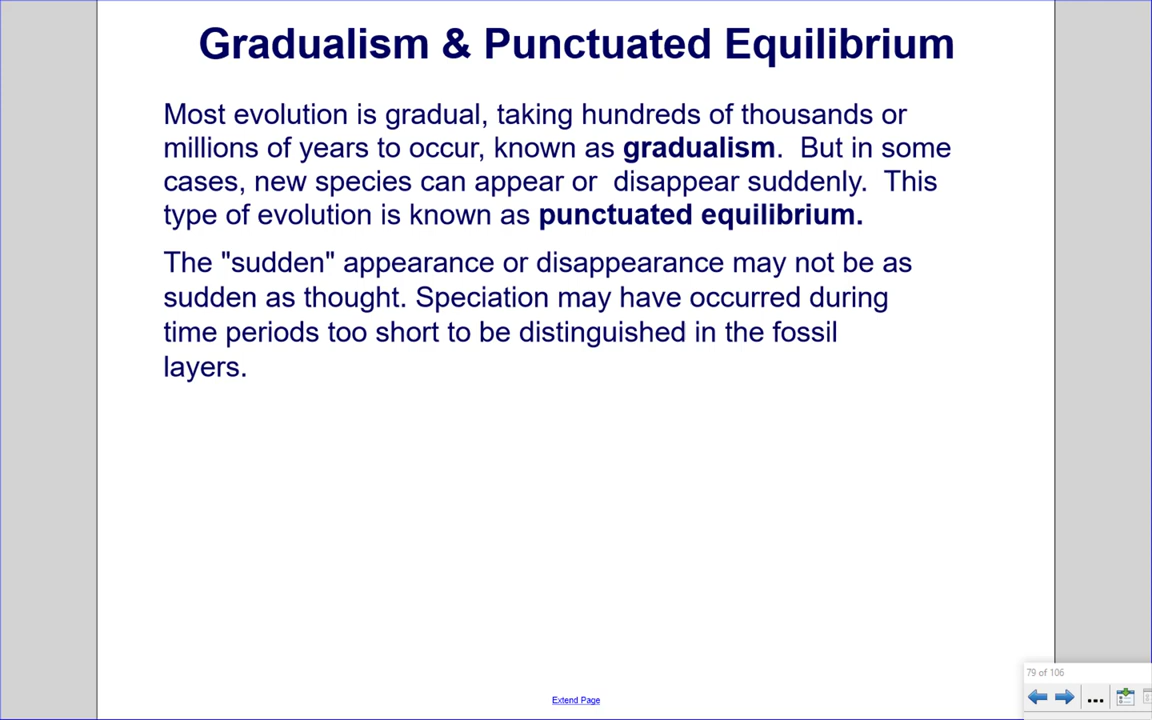 Gradualism & Punctuated Equilibrium
Most evolution is gradual, taking hundreds of thousands or
millions of years to occur, known as gradualism.  But in some
cases, new species can appear or  disappear suddenly.  This
type of evolution is known as punctuated equilibrium.
The "sudden" appearance or disappearance may not be as
sudden as thought. Speciation may have occurred during
time periods too short to be distinguished in the fossil
layers.
79 of 106
Extend Page